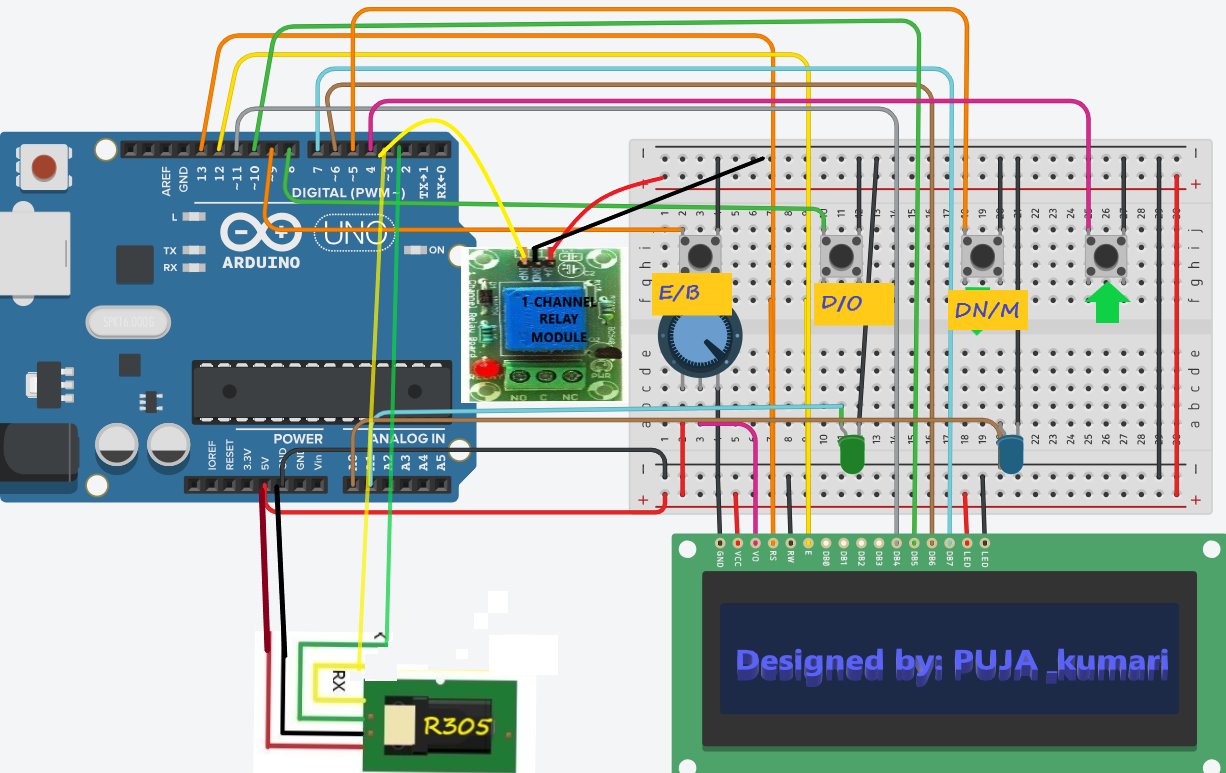 AREF
GND
13
12
~11
~10
~9
8
7
~6
~5
4
~3
2
TX→1
RX←0
DIGITAL (PWM~)
L
TX
RX
ARDUINO
UNO
ON
SPK16.000G
POWER
ANALOG IN
IOREF
RESET
3.3V
5V
GND
GND
Vin
A0
A1
A2
A3
A4
A5
1-CHANNEL
RELAY
MODULE
NO C NC
E/B
D/O
DN/M
RX
R305
GND
VCC
VO
RS
RW
E
DB0
DB1
DB2
DB3
DB4
DB5
DB6
DB7
LED
LED
Designed by: PUJA _kumari